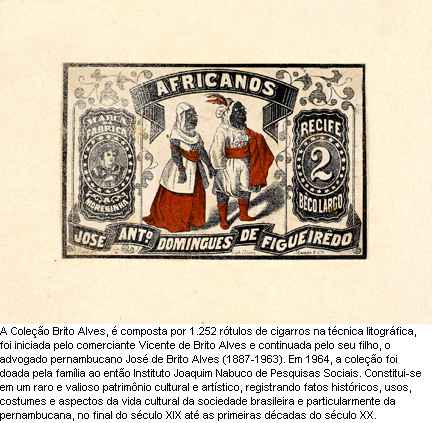 AFRICANOS
MARCA
DE
FABRICA
MORENINHA
RECIFE
2
BECO LARGO
JOSÉ ANTº DOMINGUES DE FIGUEIRÊDO
A Coleção Brito Alves, é composta por 1.252 rótulos de cigarros na técnica litográfica,
foi iniciada pelo comerciante Vicente de Brito Alves e continuada pelo seu filho, o
advogado pernambucano José de Brito Alves (1887-1963). Em 1964, a coleção foi
doada pela família ao então Instituto Joaquim Nabuco de Pesquisas Sociais. Constitui-se
em um raro e valioso patrimônio cultural e artístico, registrando fatos históricos, usos,
costumes e aspectos da vida cultural da sociedade brasileira e particularmente da
pernambucana, no final do século XIX até as primeiras décadas do século XX.